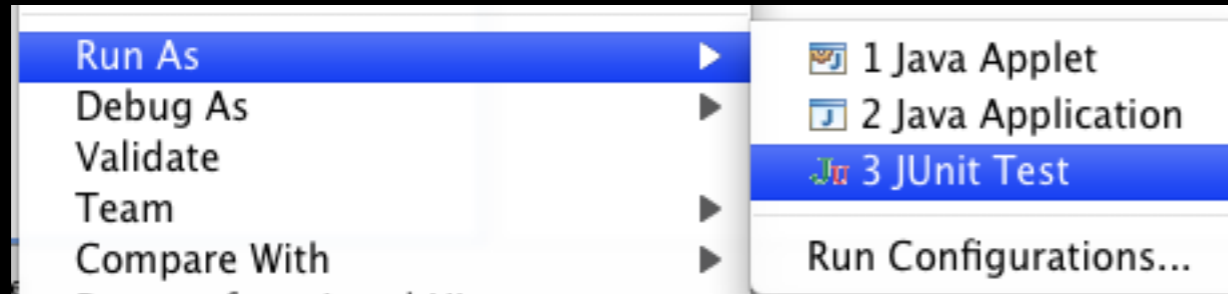 Run As
Debug As
Validate
Team
Compare With
1 Java Applet
2 Java Application
3 JUnit Test
Run Configurations...